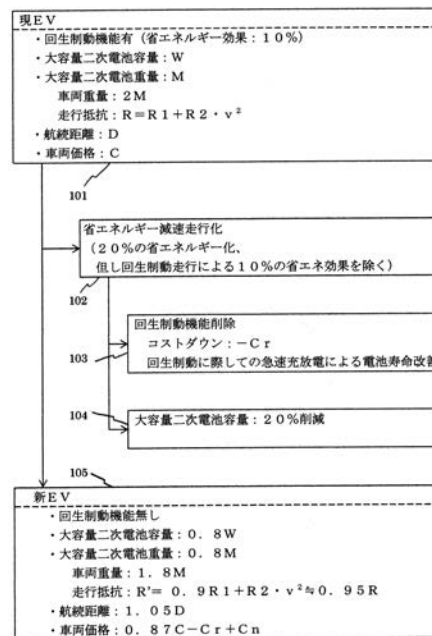 現EV
・回生制動機能有(省エネルギー効果:10%)
・大容量二次電池容量:W
・大容量二次電池重量:M
車両重量:2M
走行抵抗:R=R1+R2・v²
・航続距離:D
・車両価格:C
101
省エネルギー減速走行化
(20%の省エネルギー化、
但し回生制動走行による10%の省エネ効果を除く)
102
回生制動機能削除
コストダウン:-Cr
回生制動に際しての急速充放電による電池寿命改善
103
104
大容量二次電池容量:20%削減
105
新EV
・回生制動機能無し
・大容量二次電池容量:0.8W
・大容量二次電池重量:0.8M
車両重量:1.8M
走行抵抗:R'= 0.9R1+R2・v²≒0.95R
・航続距離:1.05D
・車両価格:0.87C-Cr+Cn